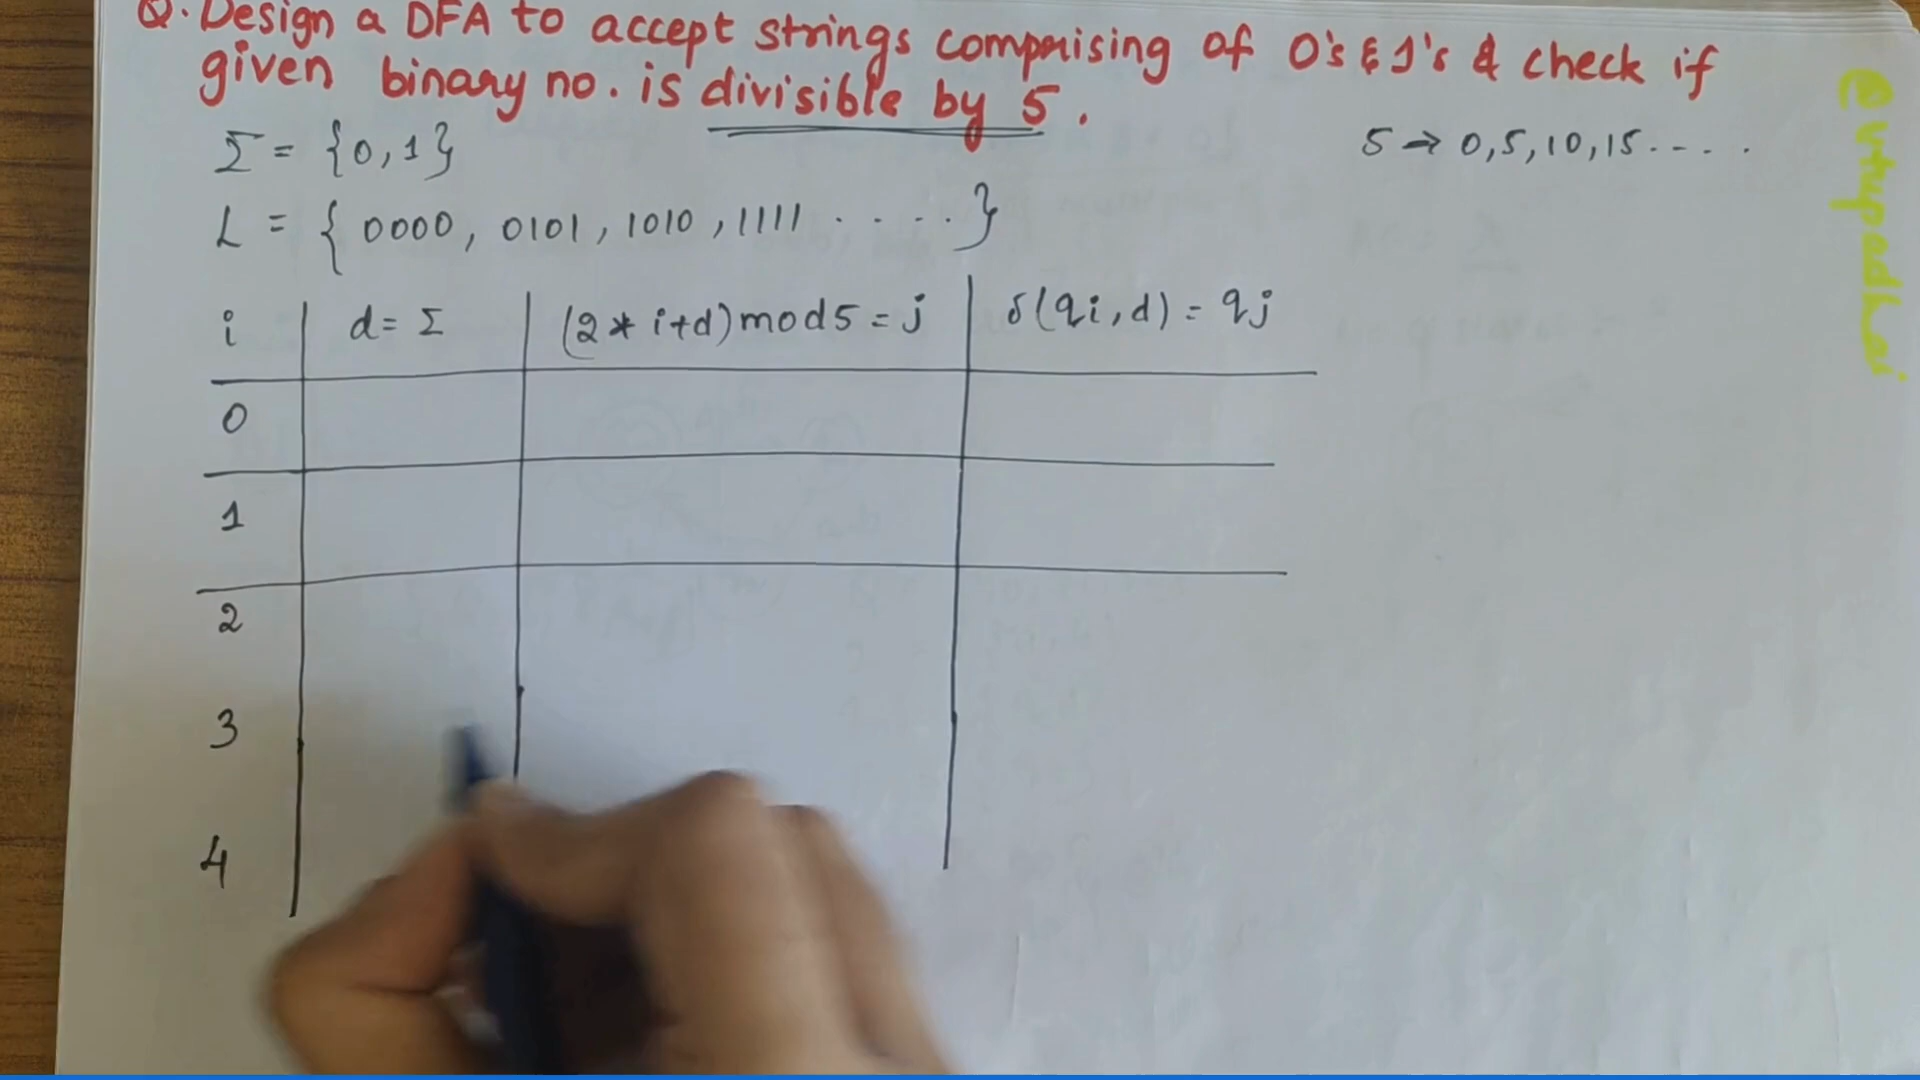 Q. Design a DFA to accept strings comprising of 0's & 1's & check if
given binary no. is divisible by 5.
Σ = {0,1}
5 → 0,5,10,15.... .
L = { 0000, 0101, 1010, 1111 . . . . . }
i | d = Σ | (2 * i+d) mod 5 = j | δ(qi, d) = qj
0
1
2
3
4
@vtupadhai